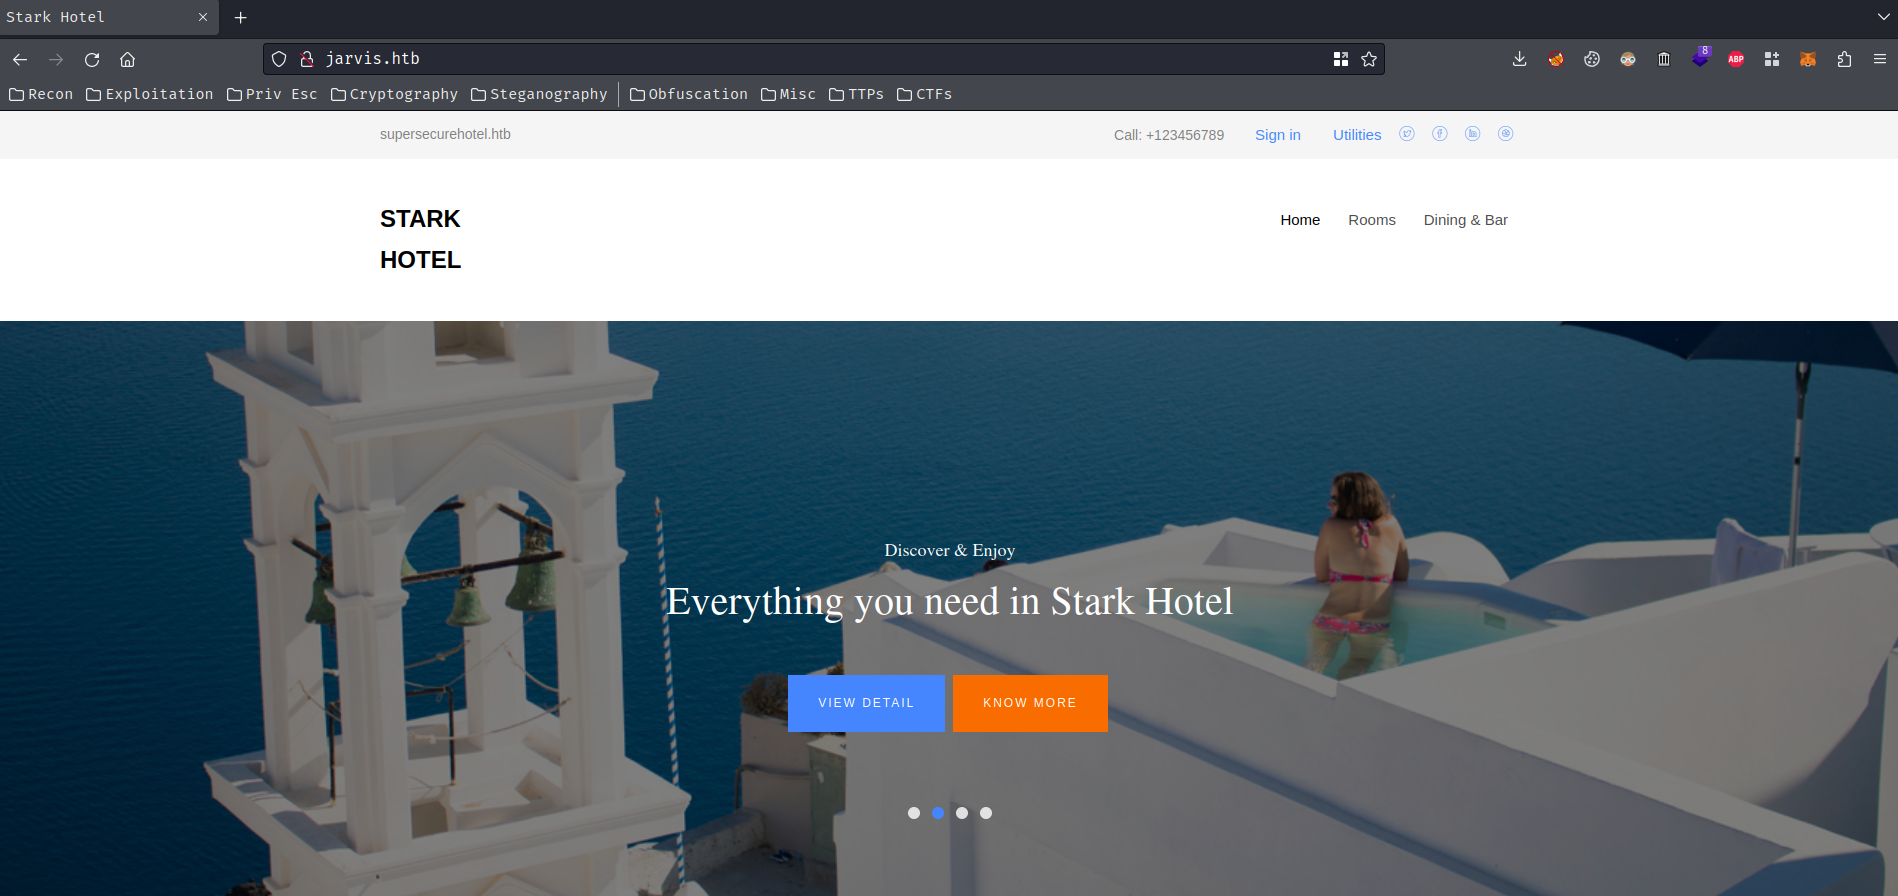 Stark Hotel
jarvis.htb
8
ABP
Recon Exploitation Priv Esc Cryptography Steganography Obfuscation Misc TTPs CTFs
supersecurehotel.htb Call: +123456789 Sign in Utilities
STARK
HOTEL
Home Rooms Dining & Bar
Discover & Enjoy
Everything you need in Stark Hotel
VIEW DETAIL KNOW MORE